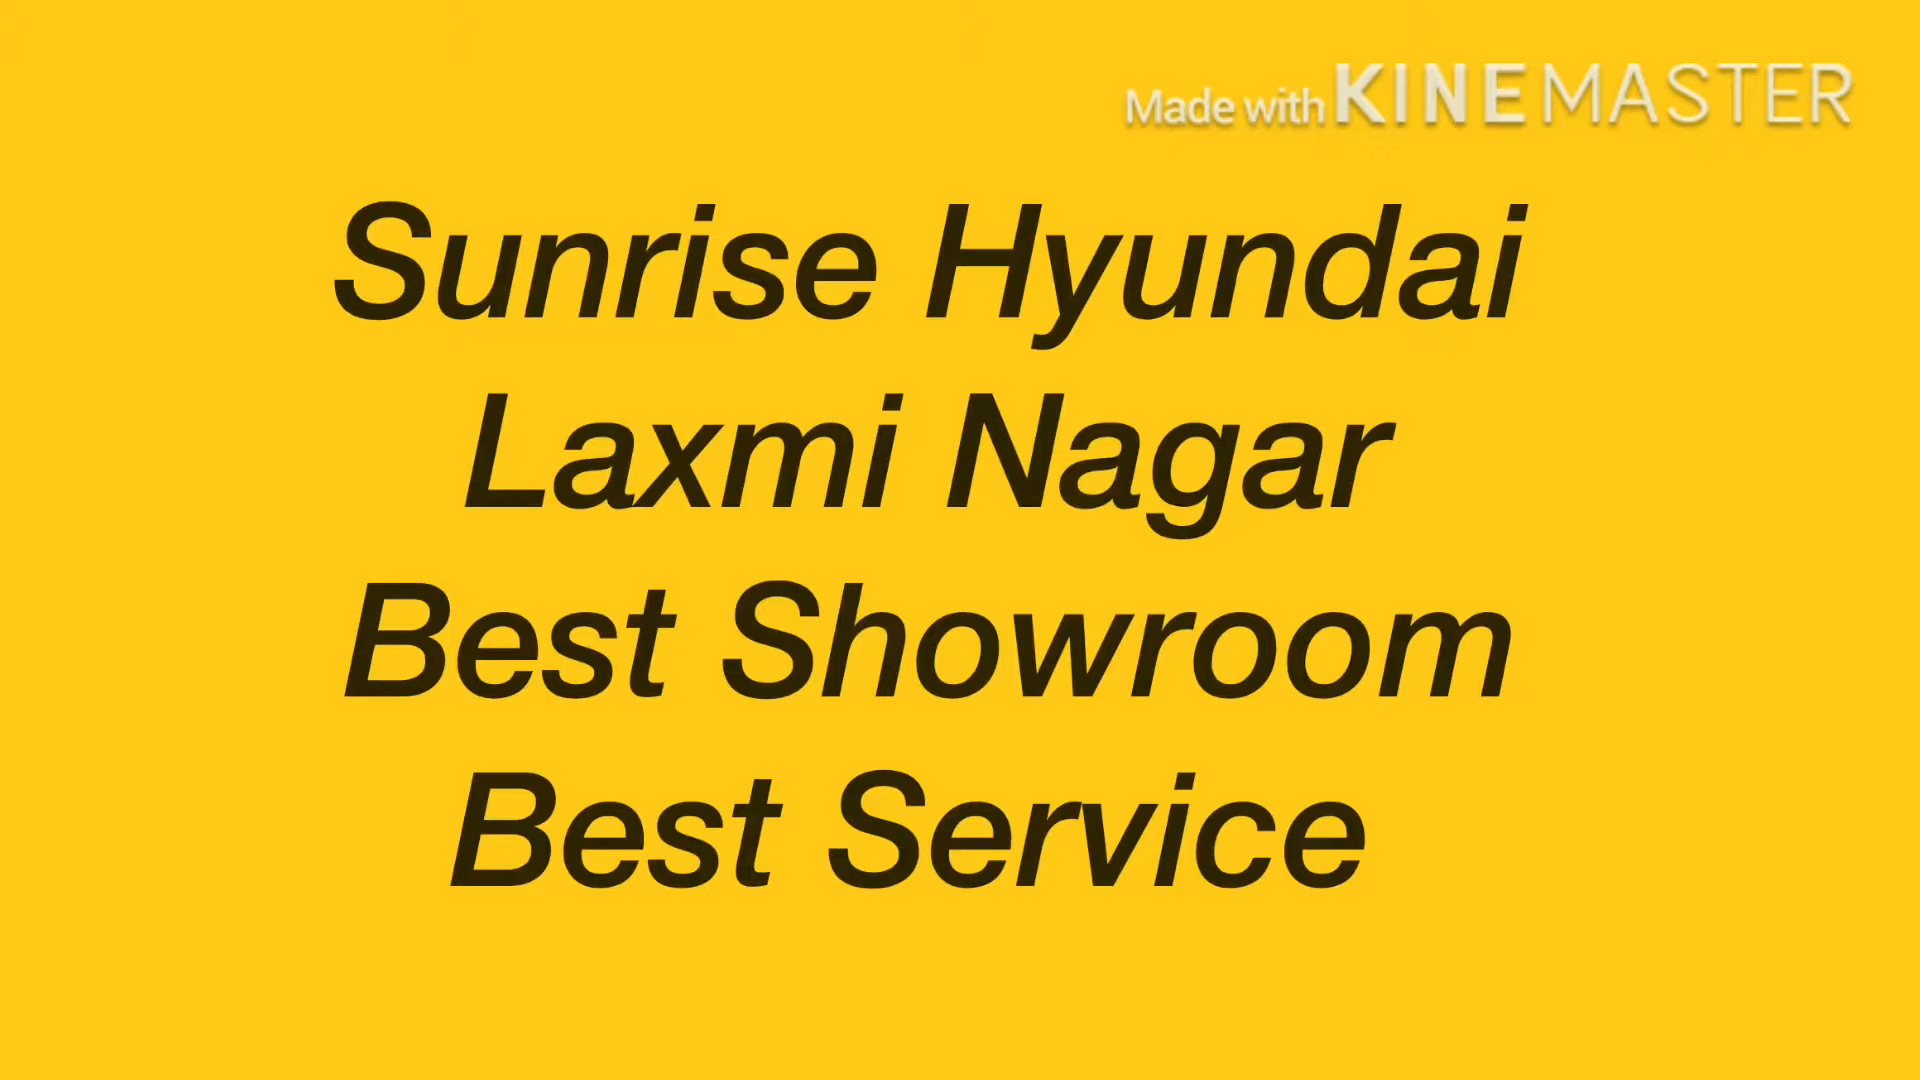 Made with KINEMASTER
Sunrise Hyundai
Laxmi Nagar
Best Showroom
Best Service